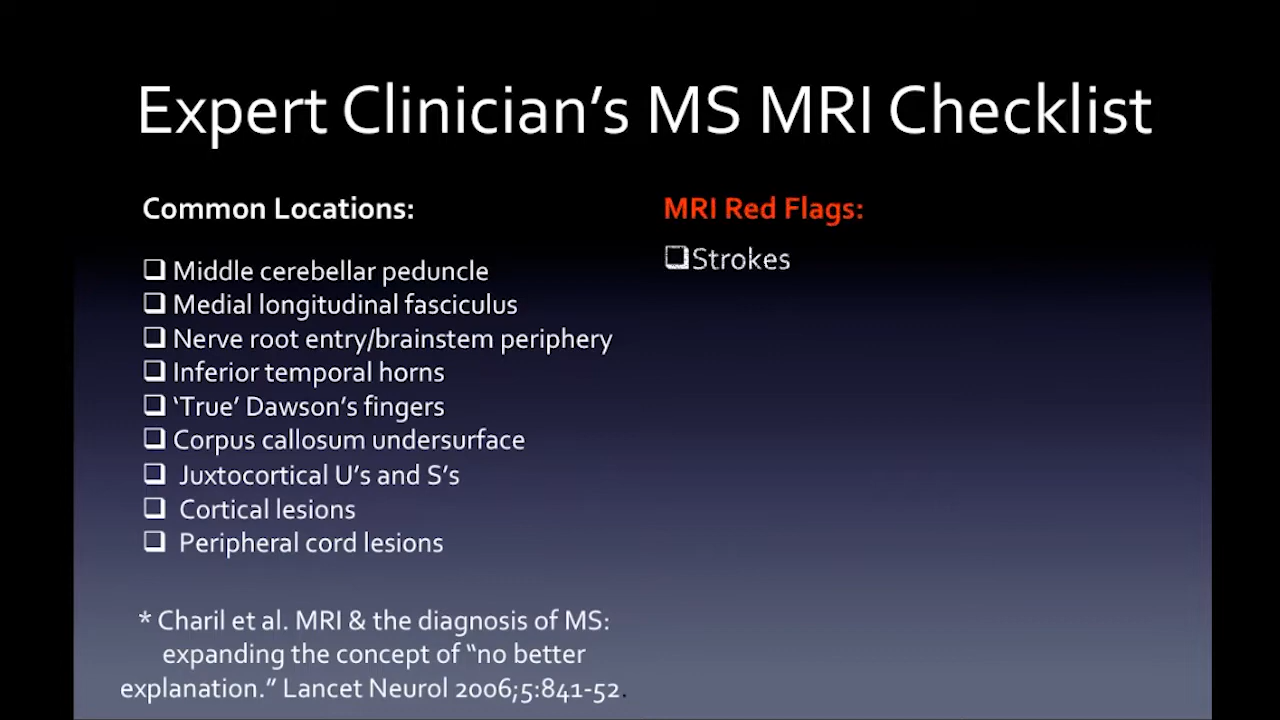 Expert Clinician’s MS MRI Checklist
Common Locations:
❑ Middle cerebellar peduncle
❑ Medial longitudinal fasciculus
❑ Nerve root entry/brainstem periphery
❑ Inferior temporal horns
❑ ‘True’ Dawson’s fingers
❑ Corpus callosum undersurface
❑ Juxtocortical U’s and S’s
❑ Cortical lesions
❑ Peripheral cord lesions
* Charil et al. MRI & the diagnosis of MS:
expanding the concept of “no better
explanation.” Lancet Neurol 2006;5:841-52.
MRI Red Flags:
❑Strokes